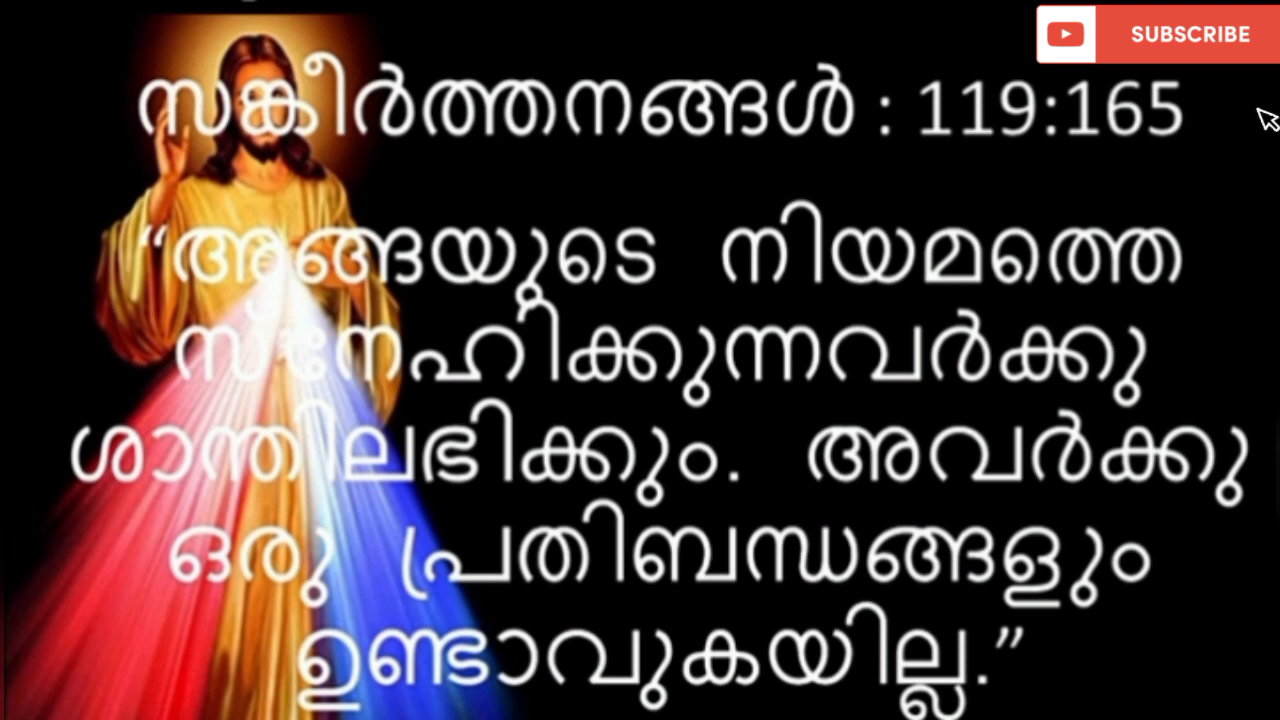 SUBSCRIBE
സങ്കീർത്തനങ്ങൾ : 119:165
“അങ്ങയുടെ നിയമത്തെ
സ്നേഹിക്കുന്നവർക്കു
ശാന്തിലഭിക്കും. അവർക്കു
ഒരു പ്രതിബന്ധങ്ങളും
ഉണ്ടാവുകയില്ല.”